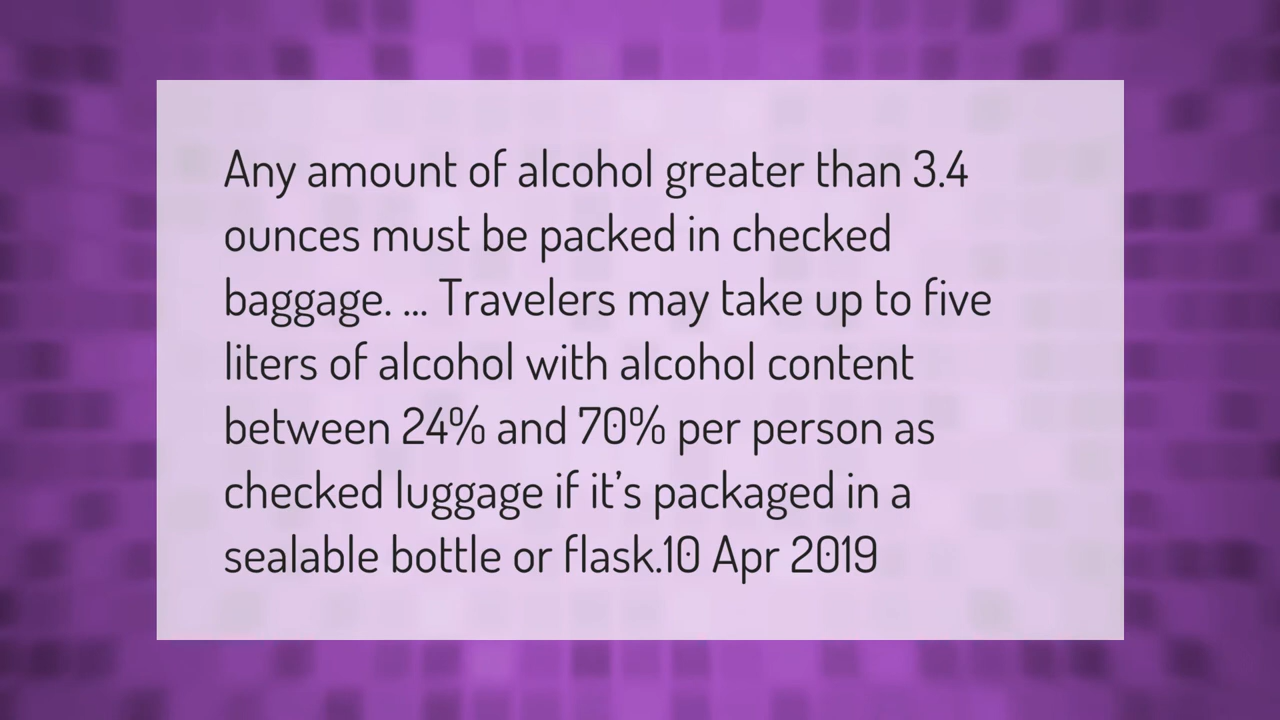 Any amount of alcohol greater than 3.4
ounces must be packed in checked
baggage. ... Travelers may take up to five
liters of alcohol with alcohol content
between 24% and 70% per person as
checked luggage if it’s packaged in a
sealable bottle or flask.10 Apr 2019